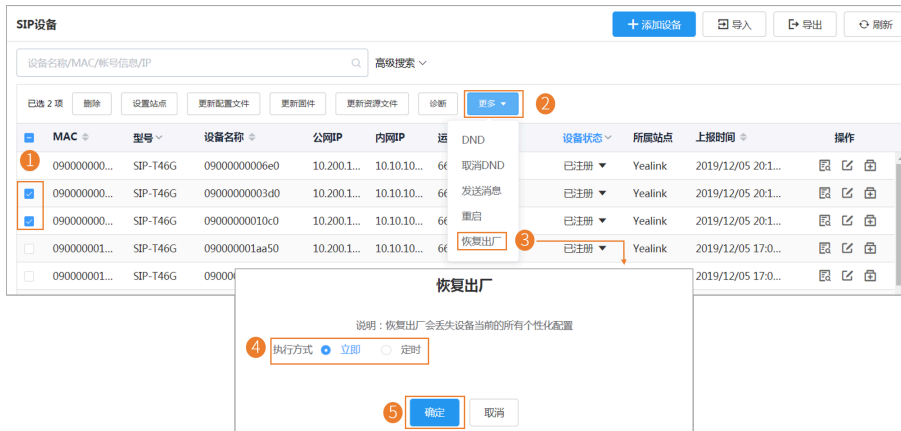 SIP设备
添加设备 导入 导出 刷新
设备名称/MAC/帐号信息/IP 高级搜索
已选 2 项 删除 设置站点 更新配置文件 更新固件 更新资源文件 诊断 更多 2
MAC 型号 设备名称 公网IP 内网IP 运 设备状态 所属站点 上报时间 操作
DND
取消DND
发送消息
重启
恢复出厂 3
1 090000000... SIP-T46G 09000000006e0 10.200.1... 10.10.10... 66 已注册 Yealink 2019/12/05 20:1...
090000000... SIP-T46G 09000000003d0 10.200.1... 10.10.10... 66 已注册 Yealink 2019/12/05 20:1...
090000000... SIP-T46G 09000000010c0 10.200.1... 10.10.10... 66 已注册 Yealink 2019/12/05 20:1...
090000001... SIP-T46G 090000001aa50 10.200.1... 10.10.10... 66 已注册 Yealink 2019/12/05 17:0...
090000001... SIP-T46G 09000 2019/12/05 17:0...
恢复出厂
说明：恢复出厂会丢失设备当前的所有个性化配置
4 执行方式 立即 定时
5 确定 取消